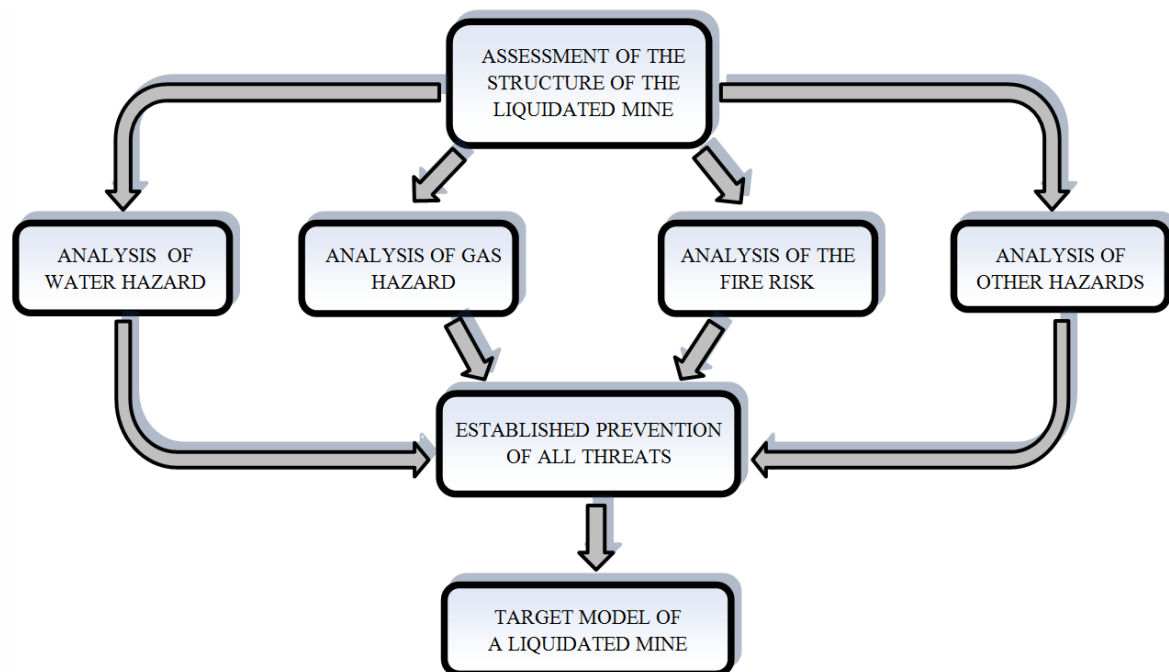 ASSESSMENT OF THE
STRUCTURE OF THE
LIQUIDATED MINE
ANALYSIS OF
WATER HAZARD
ANALYSIS OF GAS
HAZARD
ANALYSIS OF THE
FIRE RISK
ANALYSIS OF
OTHER HAZARDS
ESTABLISHED PREVENTION
OF ALL THREATS
TARGET MODEL OF
A LIQUIDATED MINE